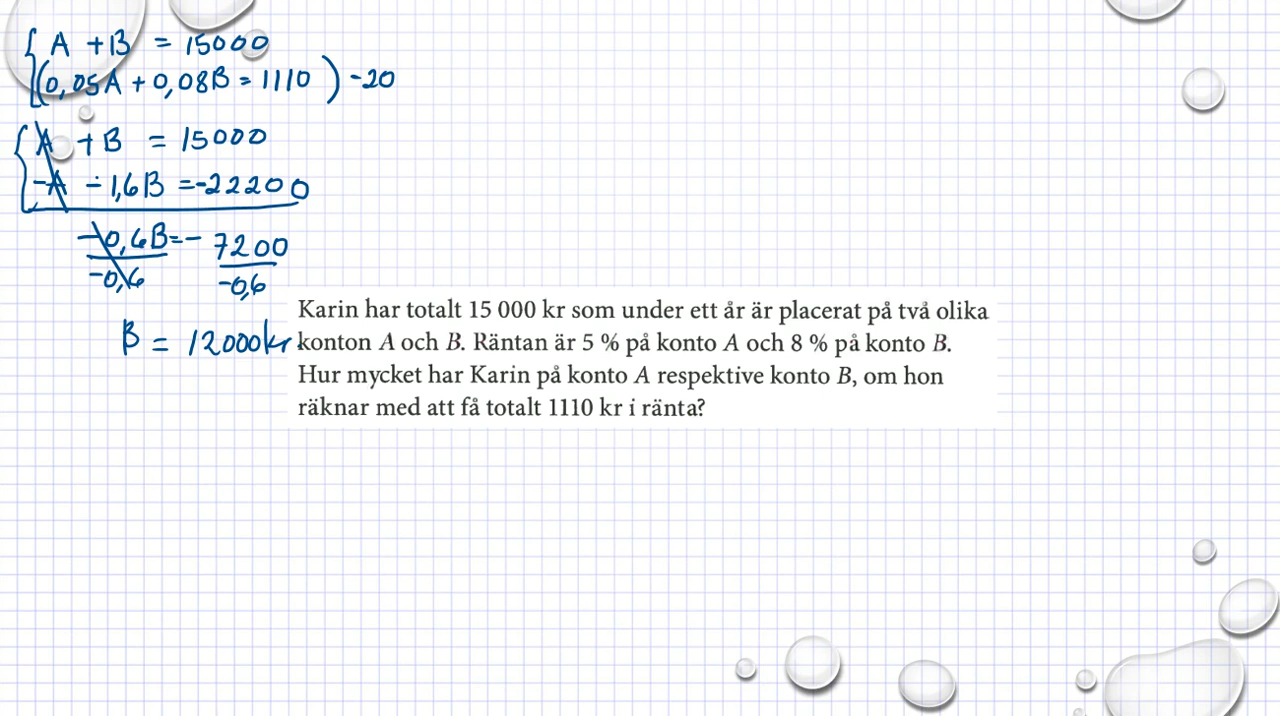 A + B = 15000
(0,05A + 0,08B = 1110) -20
A + B = 15000
-A - 1,6B = -22200
-0,6B = - 7200
-0,6 -0,6
B = 12000kr
Karin har totalt 15 000 kr som under ett år är placerat på två olika
konton A och B. Räntan är 5 % på konto A och 8 % på konto B.
Hur mycket har Karin på konto A respektive konto B, om hon
räknar med att få totalt 1110 kr i ränta?